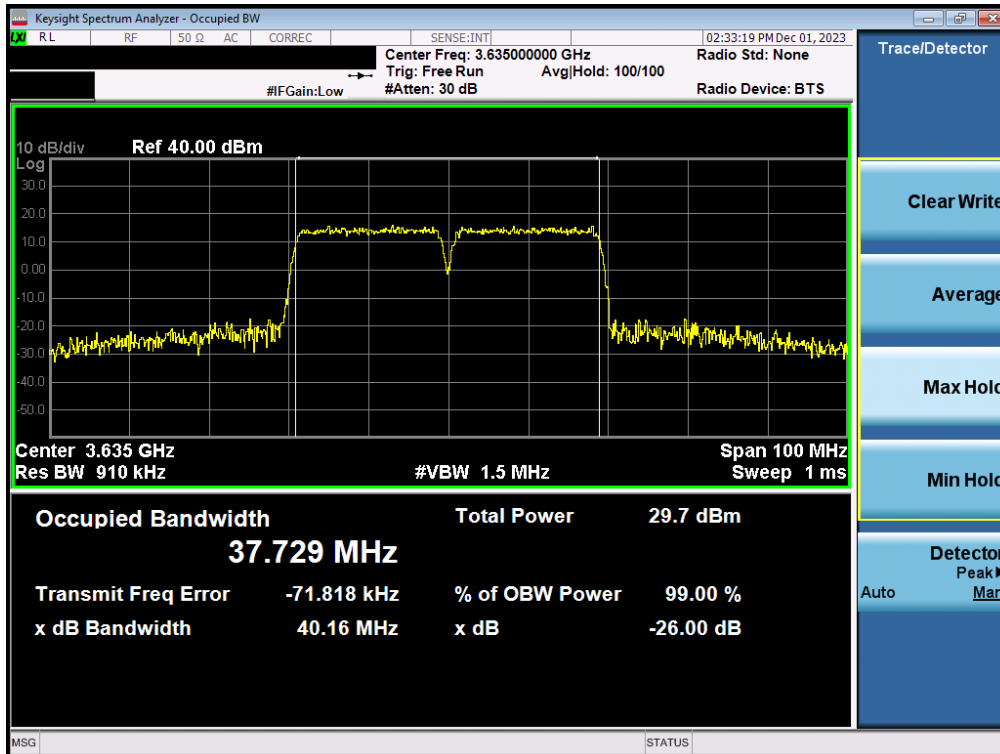 Keysight Spectrum Analyzer - Occupied BW
LXI RL RF 50 Ω AC CORREC SENSE:INT 02:33:19 PM Dec 01, 2023
Center Freq: 3.635000000 GHz Radio Std: None
Trig: Free Run Avg|Hold: 100/100
#IFGain:Low #Atten: 30 dB Radio Device: BTS
Trace/Detector
10 dB/div Ref 40.00 dBm
Log
30.0
20.0
10.0
0.00
-10.0
-20.0
-30.0
-40.0
-50.0
Center 3.635 GHz Span 100 MHz
Res BW 910 kHz #VBW 1.5 MHz Sweep 1 ms
Occupied Bandwidth Total Power 29.7 dBm
37.729 MHz
Transmit Freq Error -71.818 kHz % of OBW Power 99.00 %
x dB Bandwidth 40.16 MHz x dB -26.00 dB
Clear Write
Average
Max Hold
Min Hold
Detector
Peak
Auto Man
MSG STATUS